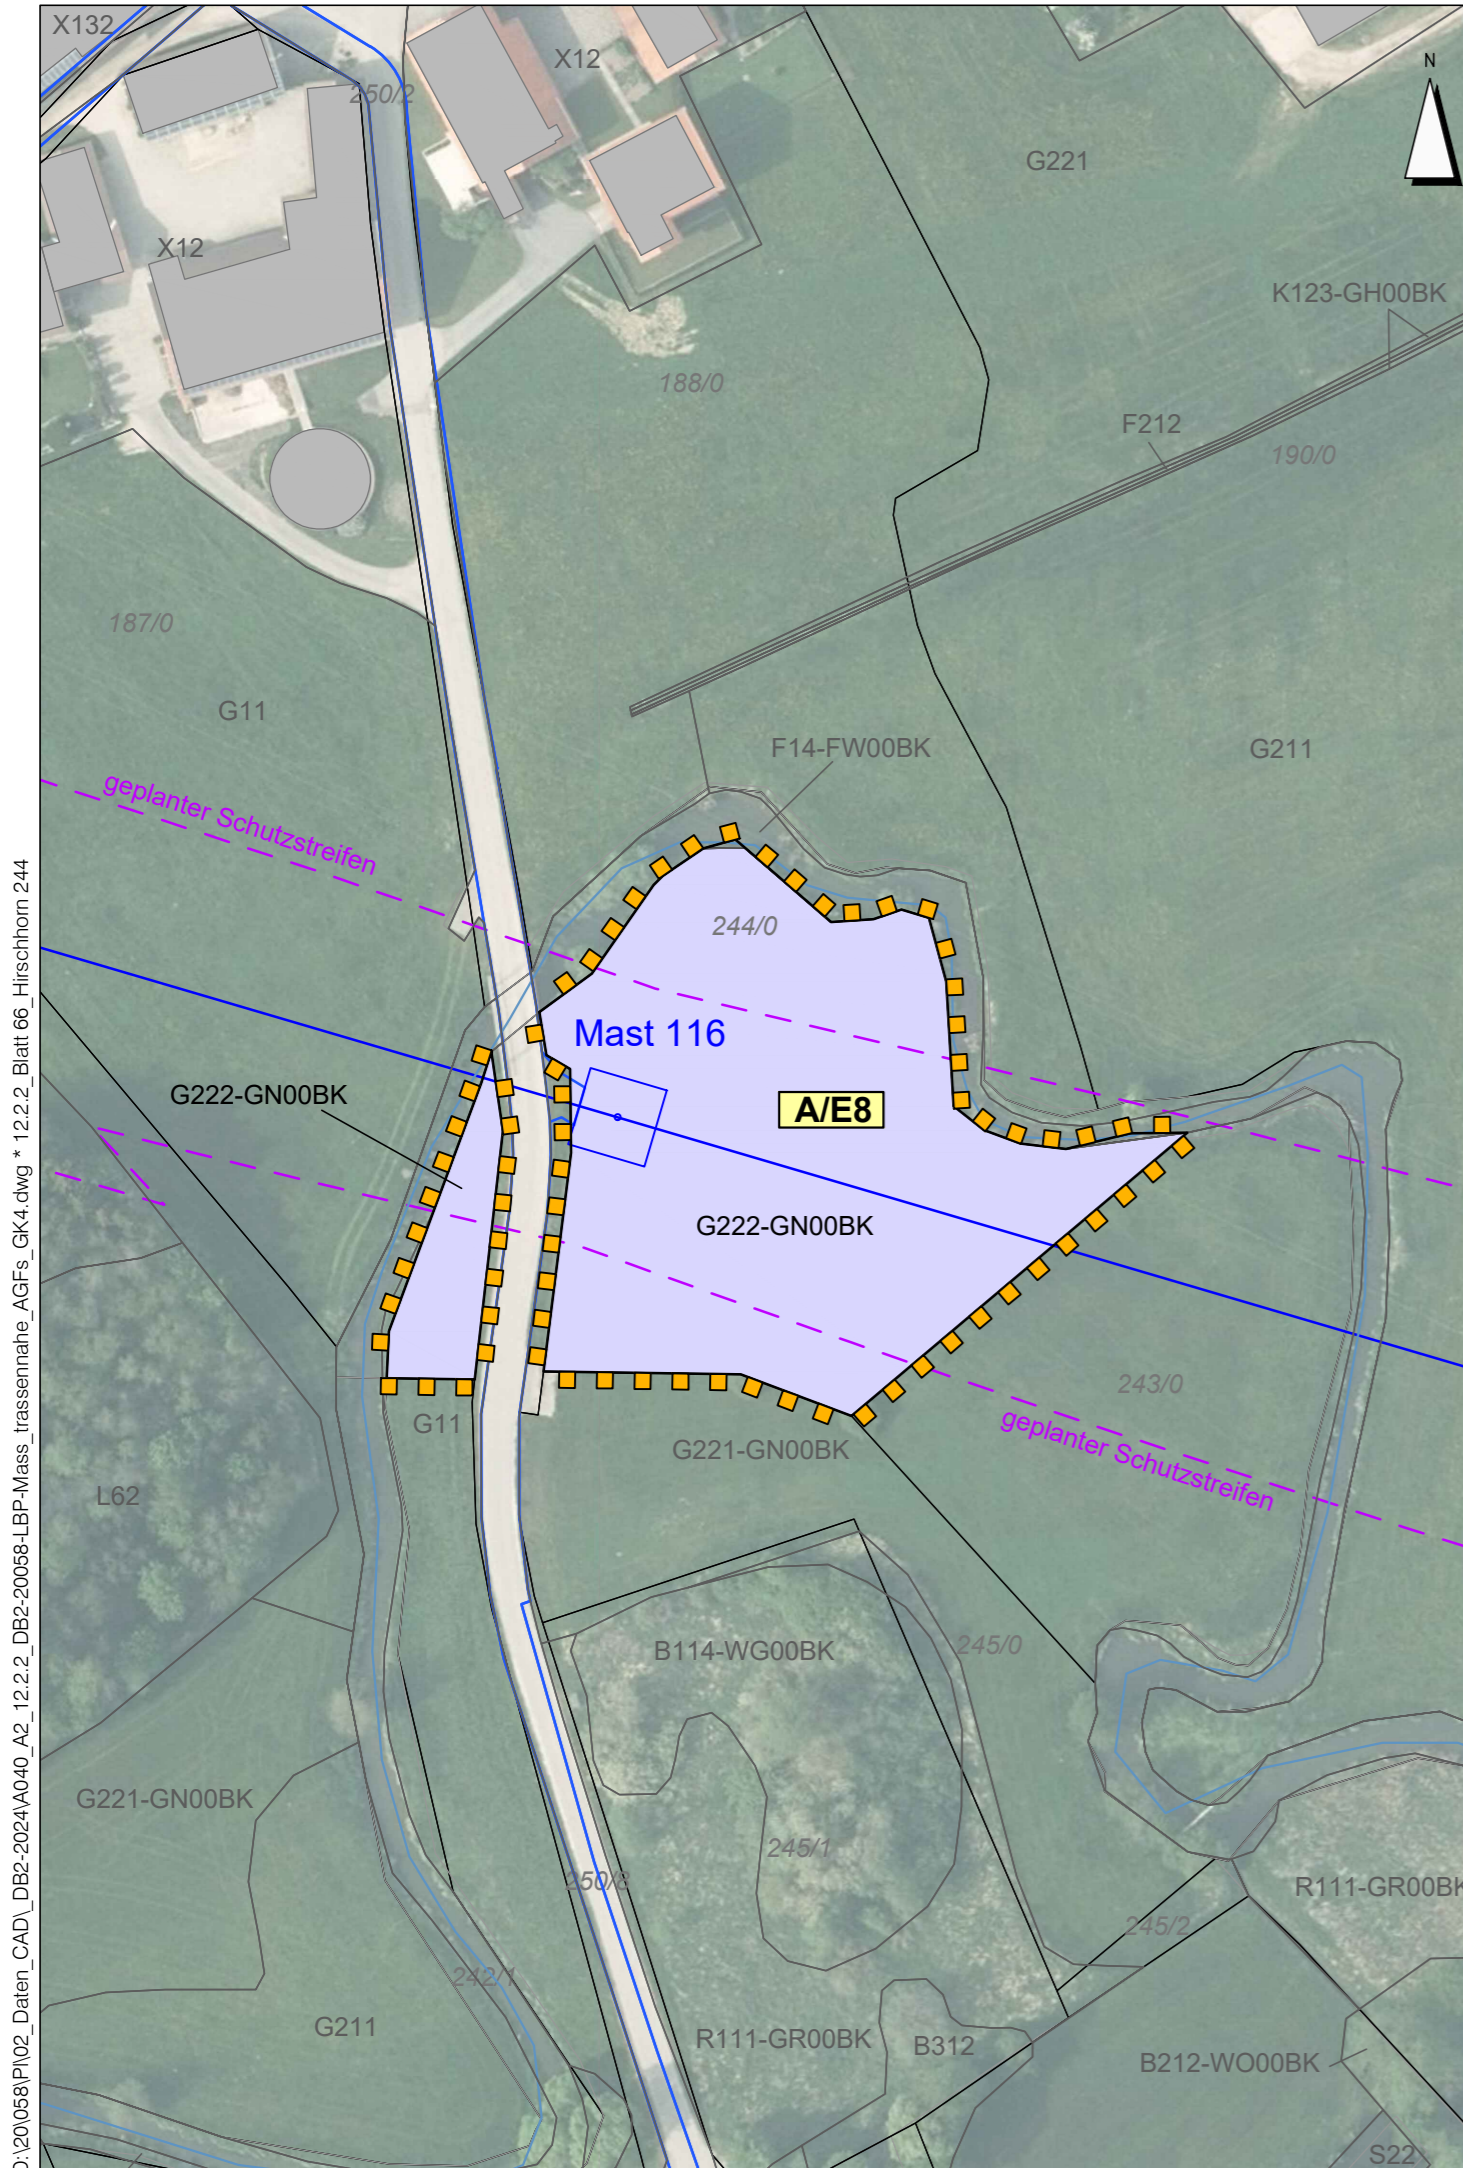 X132
X12
250/2
N
G221
X12
K123-GH00BK
188/0
F212
190/0
187/0
G11
F14-FW00BK
G211
geplanter Schutzstreifen
244/0
Mast 116
G222-GN00BK
A/E8
G222-GN00BK
243/0
G11
geplanter Schutzstreifen
G221-GN00BK
L62
245/0
B114-WG00BK
G221-GN00BK
245/1
250/8
R111-GR00BK
245/2
242/1
G211
R111-GR00BK
B312
B212-WO00BK
S22
D:\20\058\PI\02_Daten_CAD\_DB2-2024\A040_A2_12.2.2_DB2-20058-LBP-Mass_trassennahe_AGFs_GK4.dwg * 12.2.2_Blatt 66_Hirschhorn 244